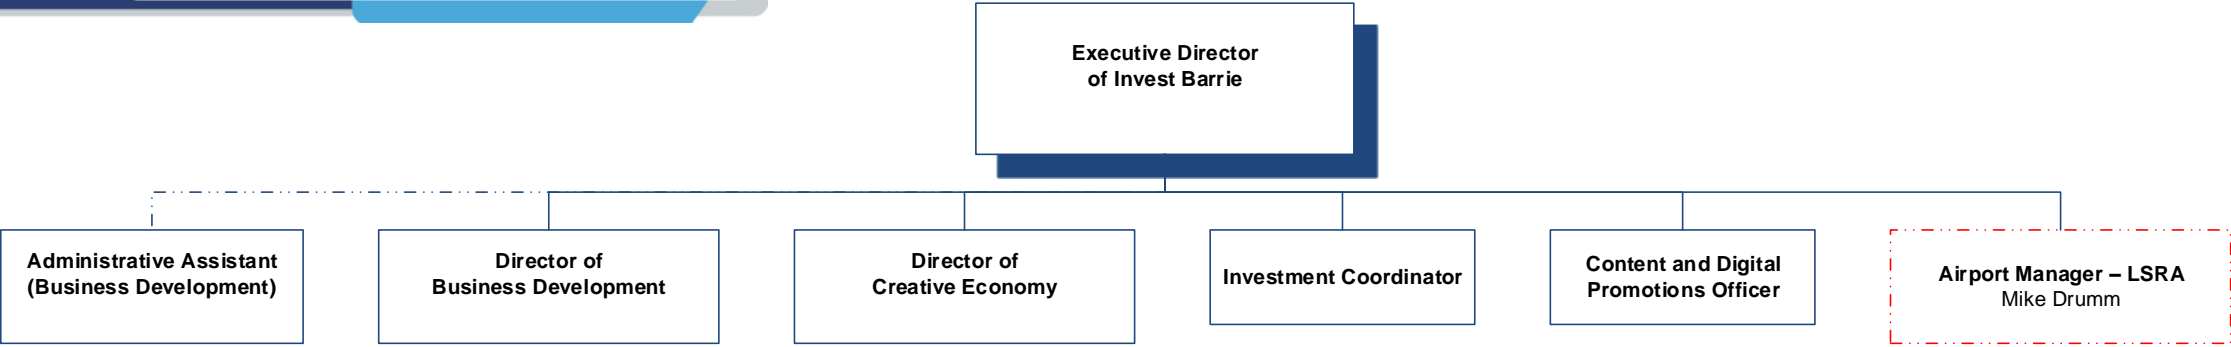 Executive Director
of Invest Barrie
Administrative Assistant
(Business Development)
Director of
Business Development
Director of
Creative Economy
Investment Coordinator
Content and Digital
Promotions Officer
Airport Manager – LSRA
Mike Drumm